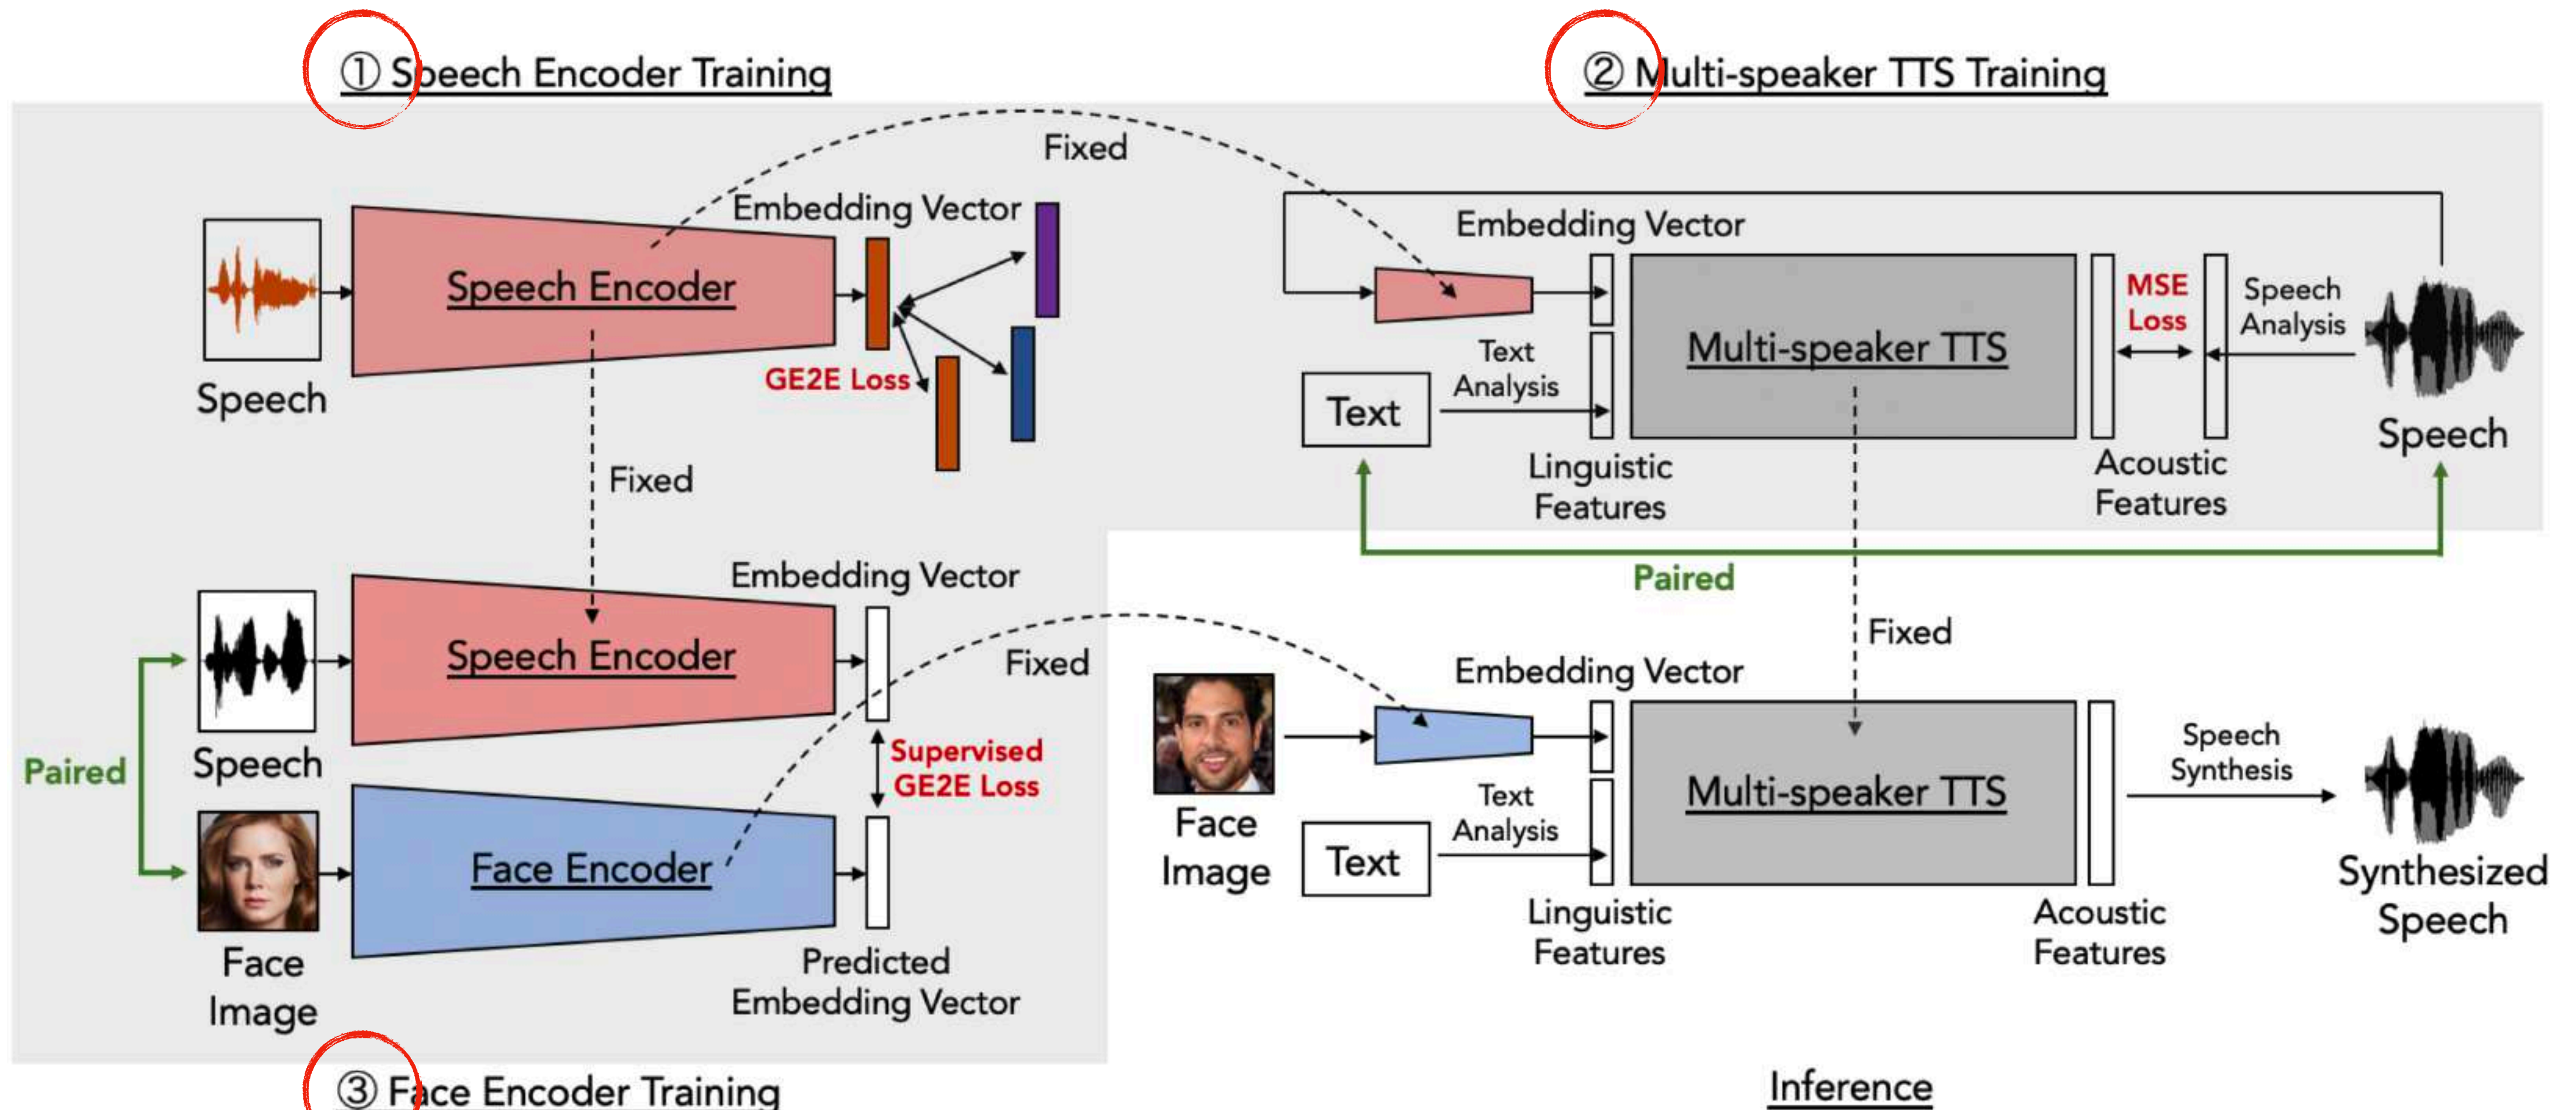 ① Speech Encoder Training
② Multi-speaker TTS Training
Fixed
Embedding Vector
Speech Encoder
Speech
GE2E Loss
Fixed
Embedding Vector
Multi-speaker TTS
Text
Analysis
Text
Linguistic
Features
MSE
Loss
Speech
Analysis
Acoustic
Features
Speech
Paired
Embedding Vector
Speech Encoder
Speech
Paired
Supervised
GE2E Loss
Fixed
Face Encoder
Face
Image
Predicted
Embedding Vector
③ Face Encoder Training
Fixed
Embedding Vector
Face
Image
Text
Analysis
Text
Multi-speaker TTS
Linguistic
Features
Acoustic
Features
Speech
Synthesis
Synthesized
Speech
Inference